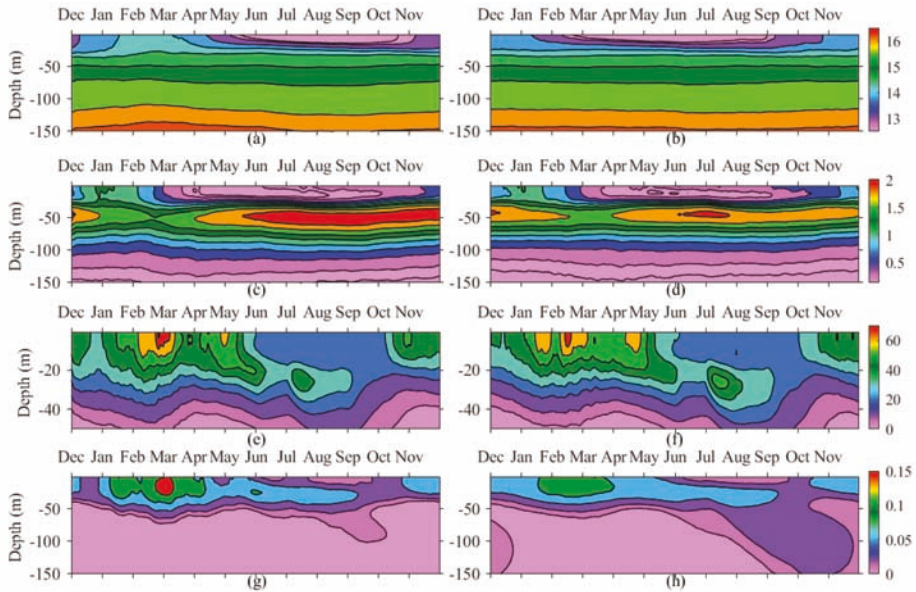 Dec Jan Feb Mar Apr May Jun Jul Aug Sep Oct Nov Dec Jan Feb Mar Apr May Jun Jul Aug Sep Oct Nov
Depth (m)
-50
-100
-150
(a)
(b)
16
15
14
13
Dec Jan Feb Mar Apr May Jun Jul Aug Sep Oct Nov Dec Jan Feb Mar Apr May Jun Jul Aug Sep Oct Nov
Depth (m)
-50
-100
-150
(c)
(d)
2
1.5
1
0.5
Dec Jan Feb Mar Apr May Jun Jul Aug Sep Oct Nov Dec Jan Feb Mar Apr May Jun Jul Aug Sep Oct Nov
Depth (m)
-20
-40
(e)
(f)
60
40
20
0
Dec Jan Feb Mar Apr May Jun Jul Aug Sep Oct Nov Dec Jan Feb Mar Apr May Jun Jul Aug Sep Oct Nov
Depth (m)
-50
-100
-150
(g)
(h)
0.15
0.1
0.05
0